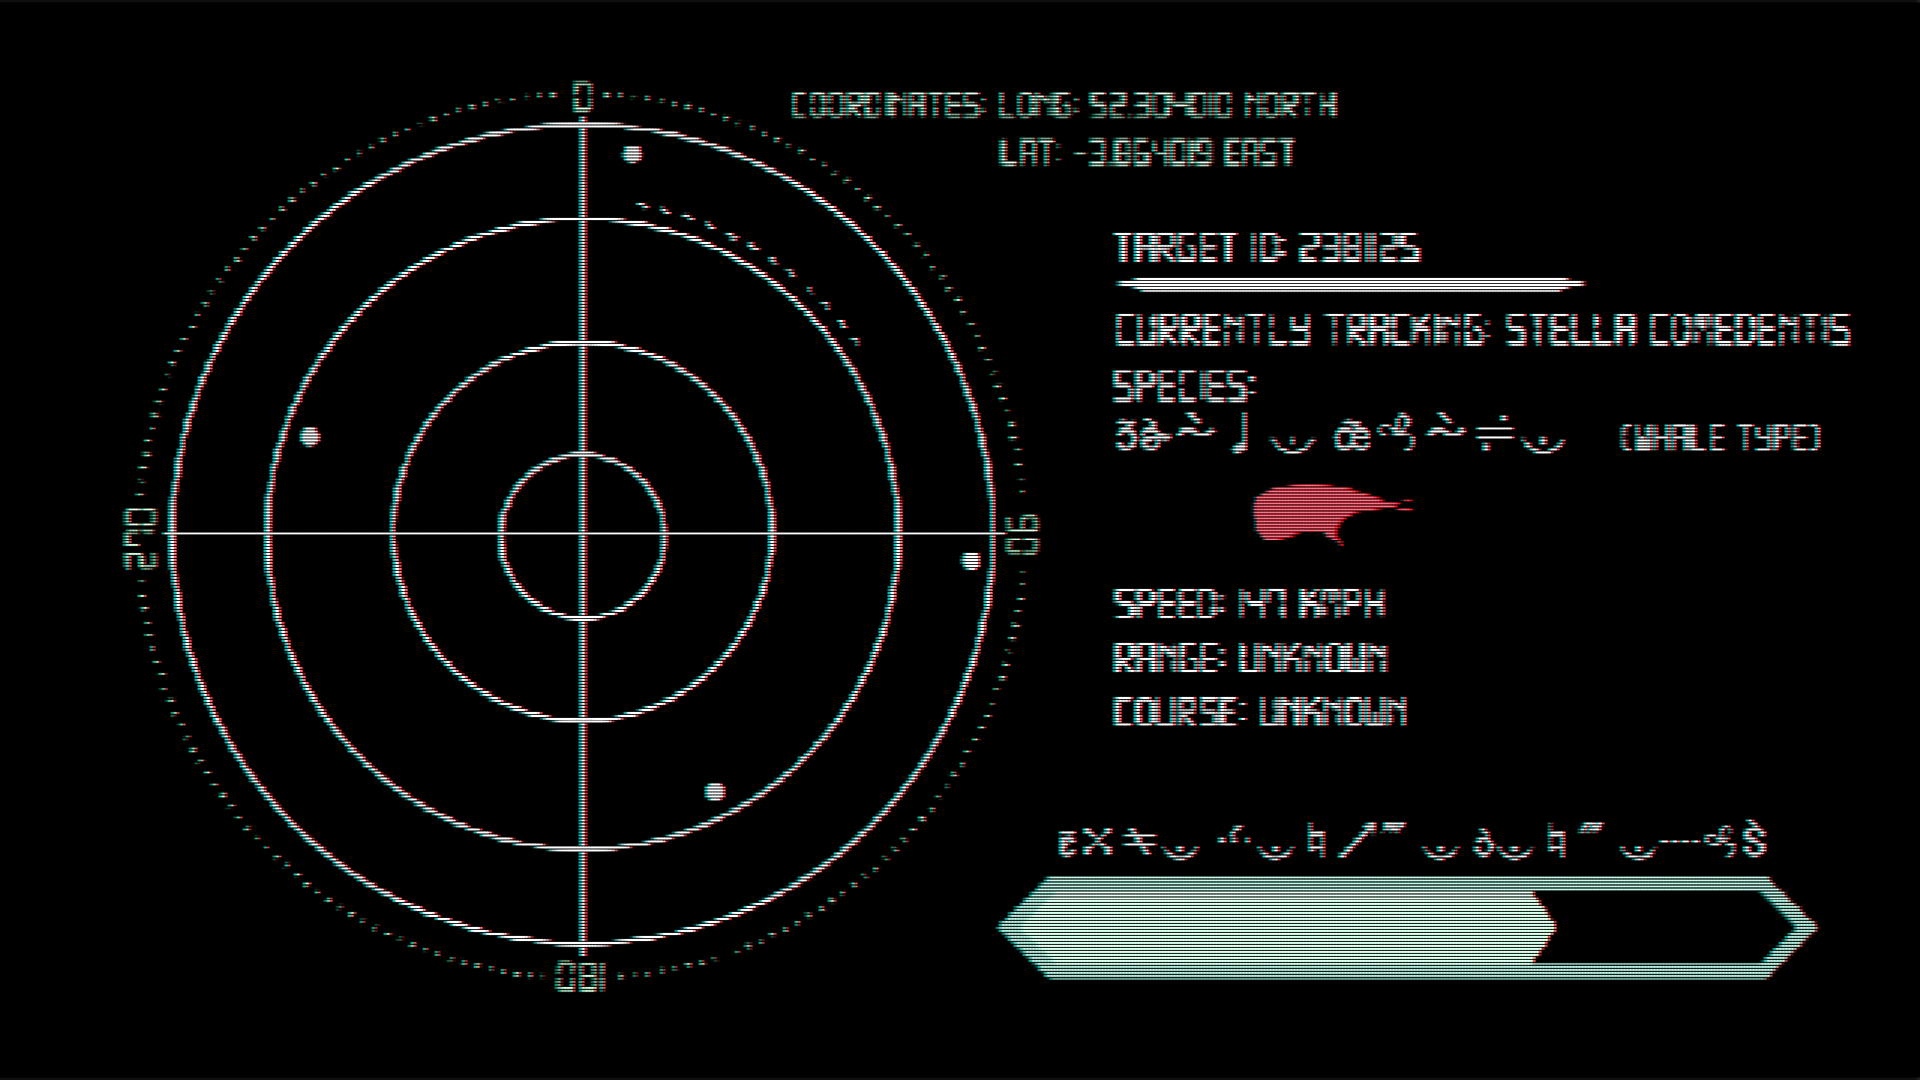 0
COORDINATES: LONG: 52.304010 NORTH
LAT: -3.064019 EAST
TARGET ID: 238125
CURRENTLY TRACKING: STELLA COMEDENTIS
SPECIES:
(WHALE TYPE)
270
90
SPEED: 147 KMPH
RANGE: UNKNOWN
COURSE: UNKNOWN
180